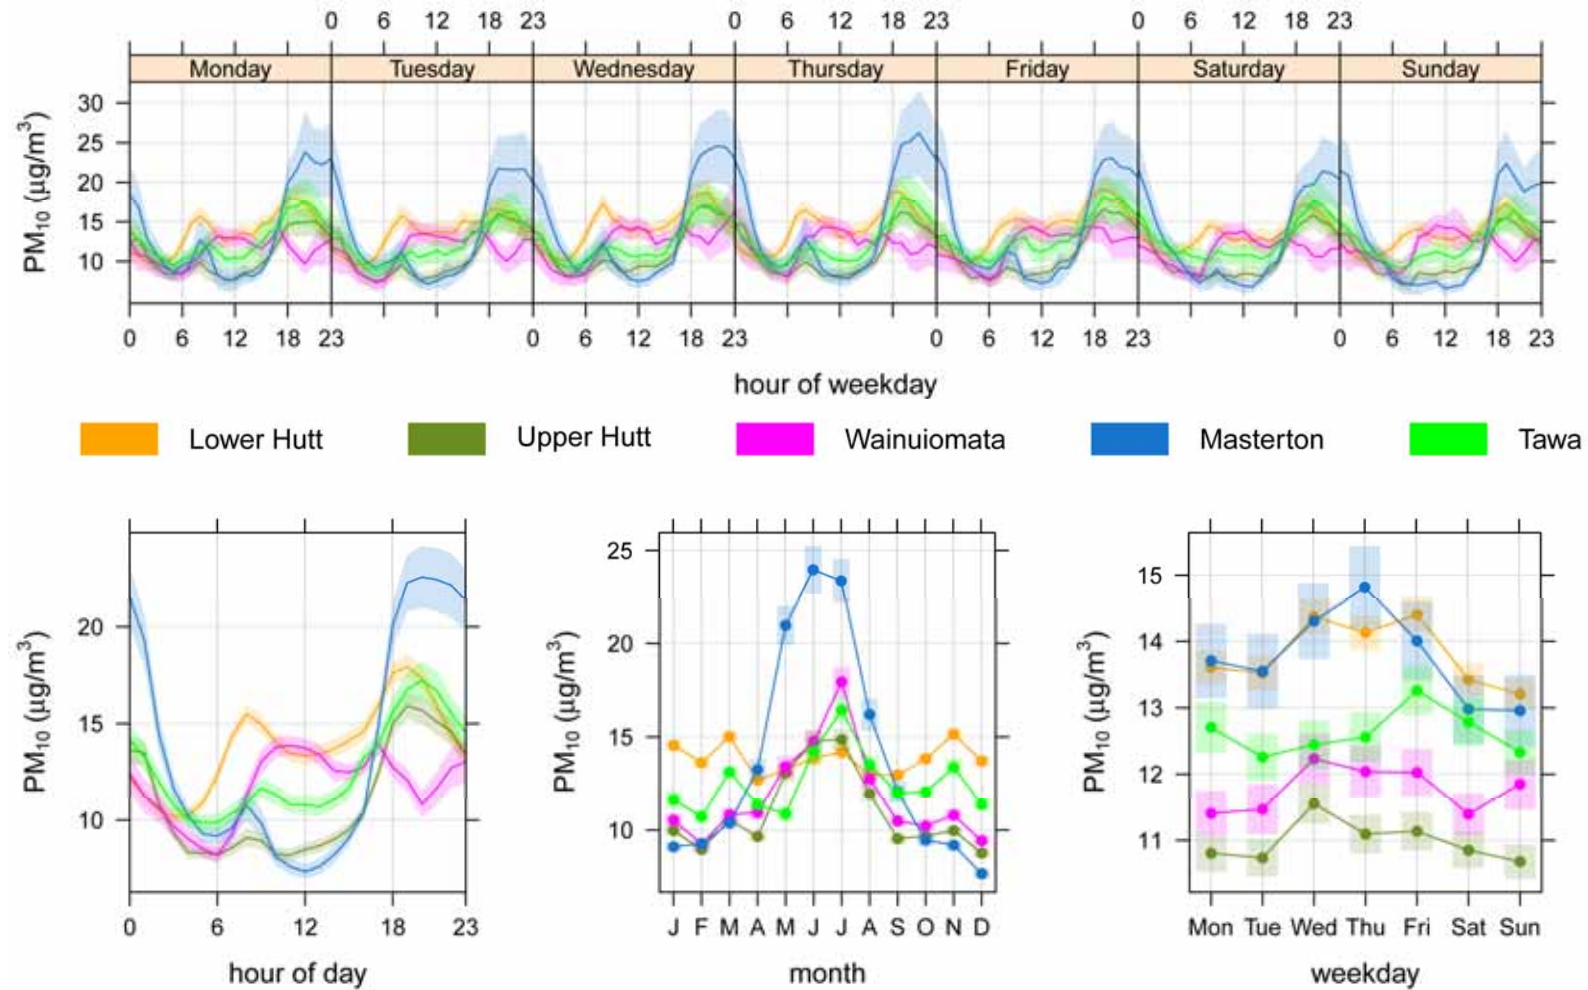 0 6 12 18 23 0 6 12 18 23 0 6 12 18 23
Monday Tuesday Wednesday Thursday Friday Saturday Sunday
PM10 (µg/m³)
30
25
20
15
10
0 6 12 18 23 0 6 12 18 23 0 6 12 18 23 0 6 12 18 23
hour of weekday
Lower Hutt Upper Hutt Wainuiomata Masterton Tawa
PM10 (µg/m³)
20
15
10
0 6 12 18 23
hour of day
PM10 (µg/m³)
25
20
15
10
J F M A M J J A S O N D
month
PM10 (µg/m³)
15
14
13
12
11
Mon Tue Wed Thu Fri Sat Sun
weekday